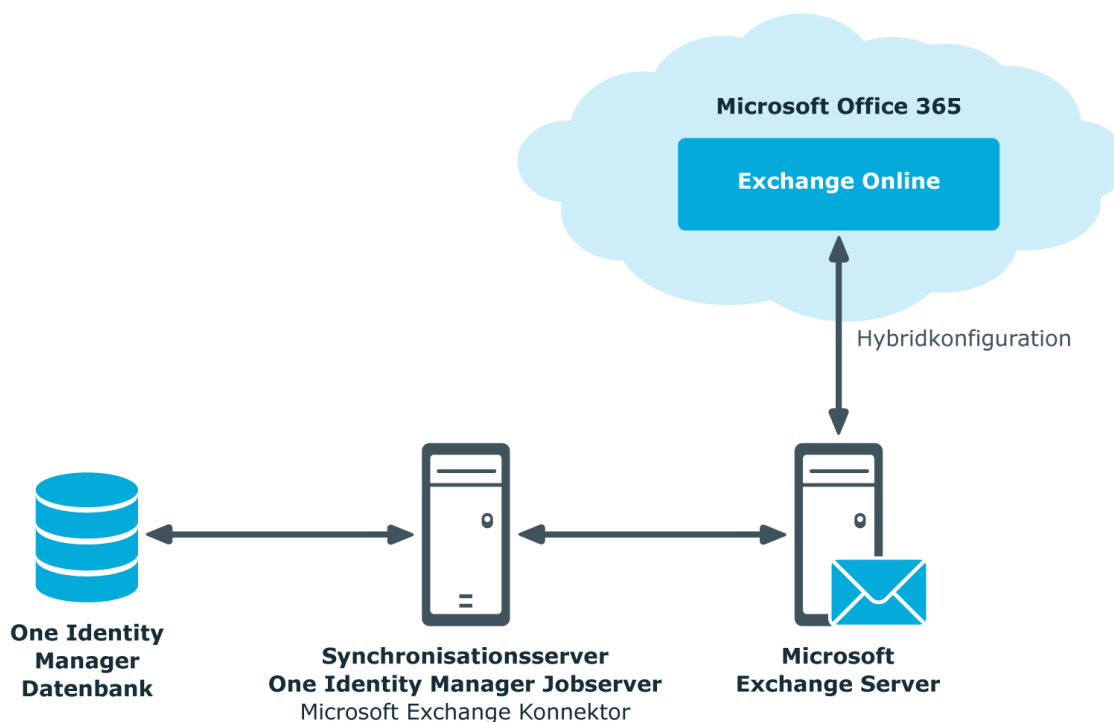 Microsoft Office 365
Exchange Online
Hybridkonfiguration
One Identity
Manager
Datenbank
Synchronisationsserver
One Identity Manager Jobserver
Microsoft Exchange Konnektor
Microsoft
Exchange Server